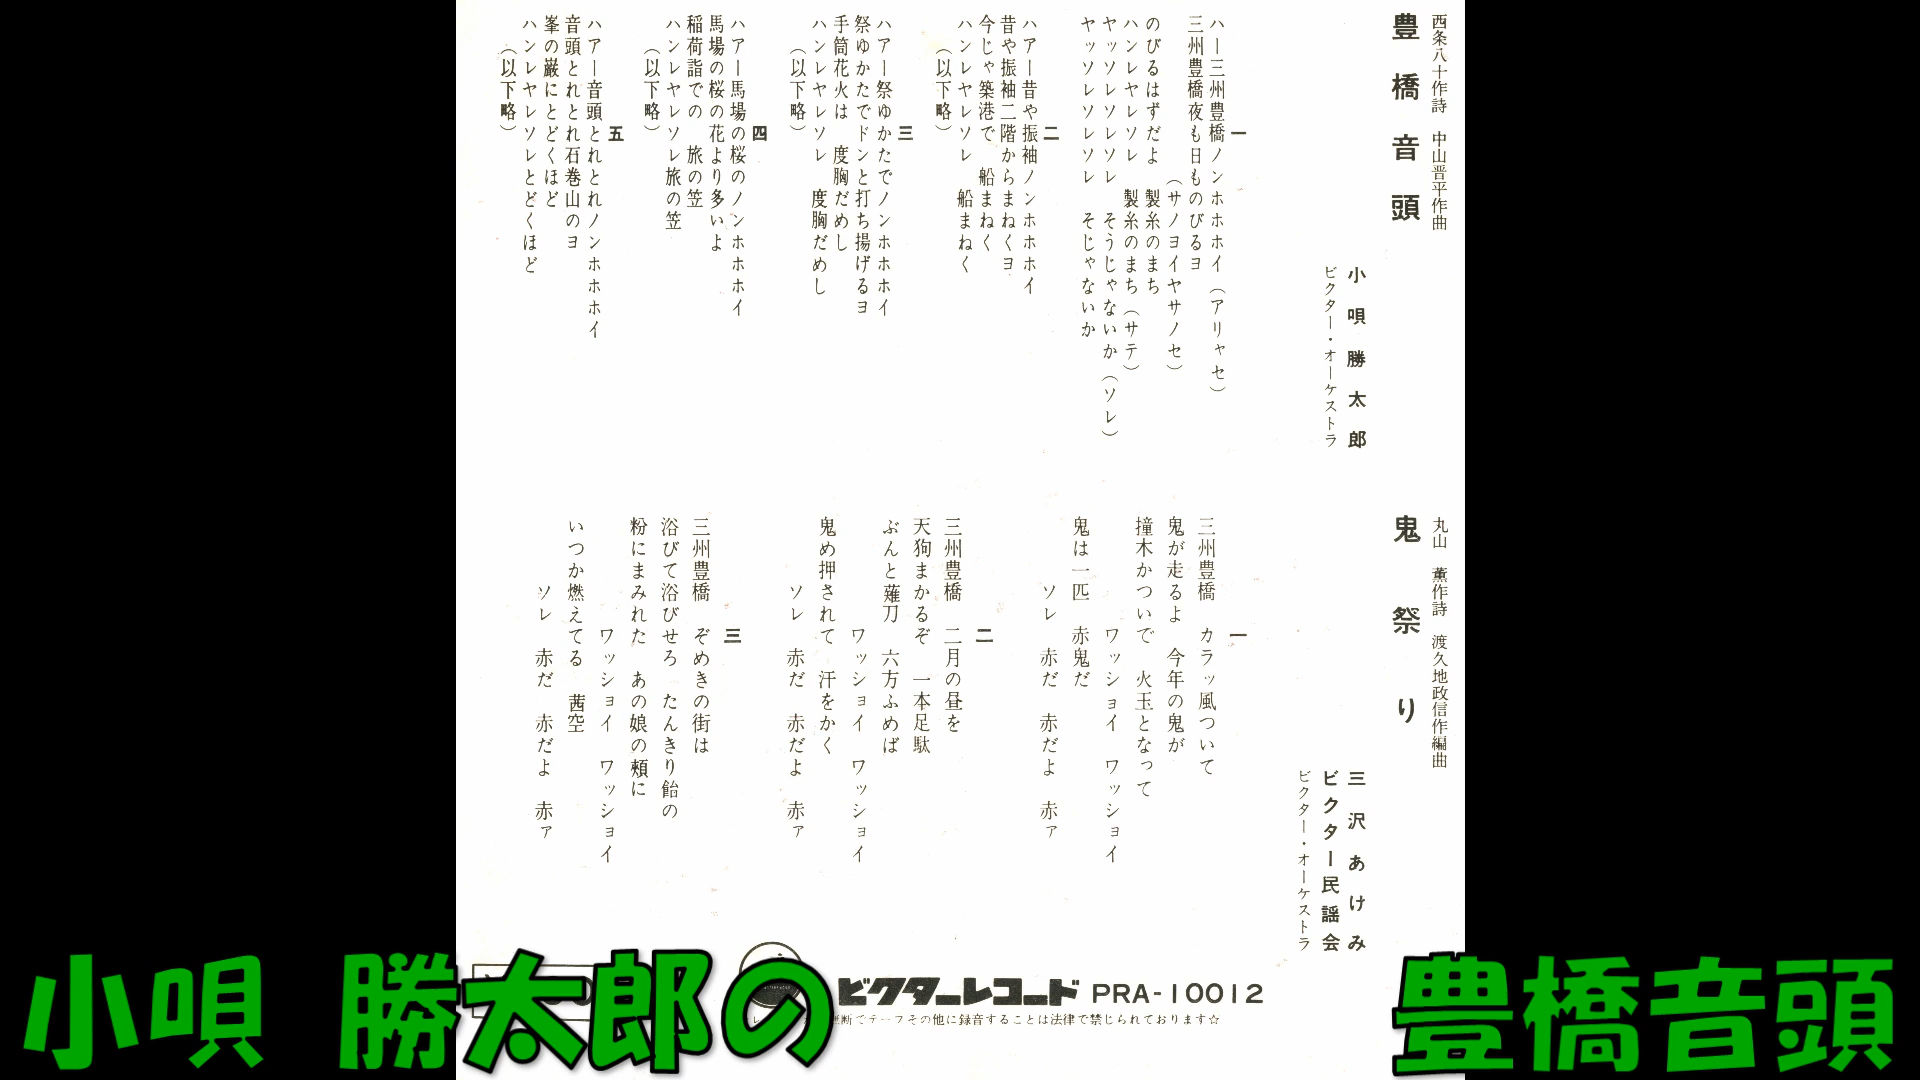 豊橋音頭
西条八十作詩 中山晋平作曲
小唄勝太郎
ビクター・オーケストラ
一
ハー三州豊橋ノンホホホイ（アリャセ）
三州豊橋夜も日ものびるヨ
（サノヨイヤサノセ）
のびるはずだよ 製糸のまち
ハンレヤレソレ 製糸のまち（サテ）
ヤッソレソレソレ そうじゃないか（ソレ）
ヤッソレソレソレ そじゃないか
二
ハアー昔や振袖ノンホホホイ
昔や振袖二階からまねくヨ
今じゃ築港で 船まねく
ハンレヤレソレ 船まねく
（以下略）
三
ハアー祭ゆかたでノンホホホイ
祭ゆかたでドンと打ち揚げるヨ
手筒花火は 度胸だめし
ハンレヤレソレ 度胸だめし
（以下略）
四
ハアー馬場の桜のノンホホホイ
馬場の桜の花より多いよ
稲荷詣での 旅の笠
ハンレヤレソレ旅の笠
（以下略）
五
ハアー音頭とれとれノンホホホイ
音頭とれとれ石巻山のヨ
峯の巌にとどくほど
ハンレヤレソレとどくほど
（以下略）
鬼祭り
丸山 薫作詩 渡久地政信作編曲
三沢あけみ
ビクター民謡会
ビクター・オーケストラ
一
三州豊橋 カラッ風ついて
鬼が走るよ 今年の鬼が
撞木かついで 火玉となって
ワッショイ ワッショイ
鬼は一匹 赤鬼だ
ソレ 赤だ 赤だよ 赤ァ
二
三州豊橋 二月の昼を
天狗まかるぞ 一本足駄
ぶんと薙刀 六方ふめば
ワッショイ ワッショイ
鬼め押されて 汗をかく
ソレ 赤だ 赤だよ 赤ァ
三
三州豊橋 ぞめきの街は
浴びて浴びせろ たんきり飴の
粉にまみれた あの娘の頬に
ワッショイ ワッショイ
いつか燃えてる 茜空
ソレ 赤だ 赤だよ 赤ァ
ビクターレコード PRA-10012
断でテープその他に録音することは法律で禁じられております☆
小唄 勝太郎の 豊橋音頭